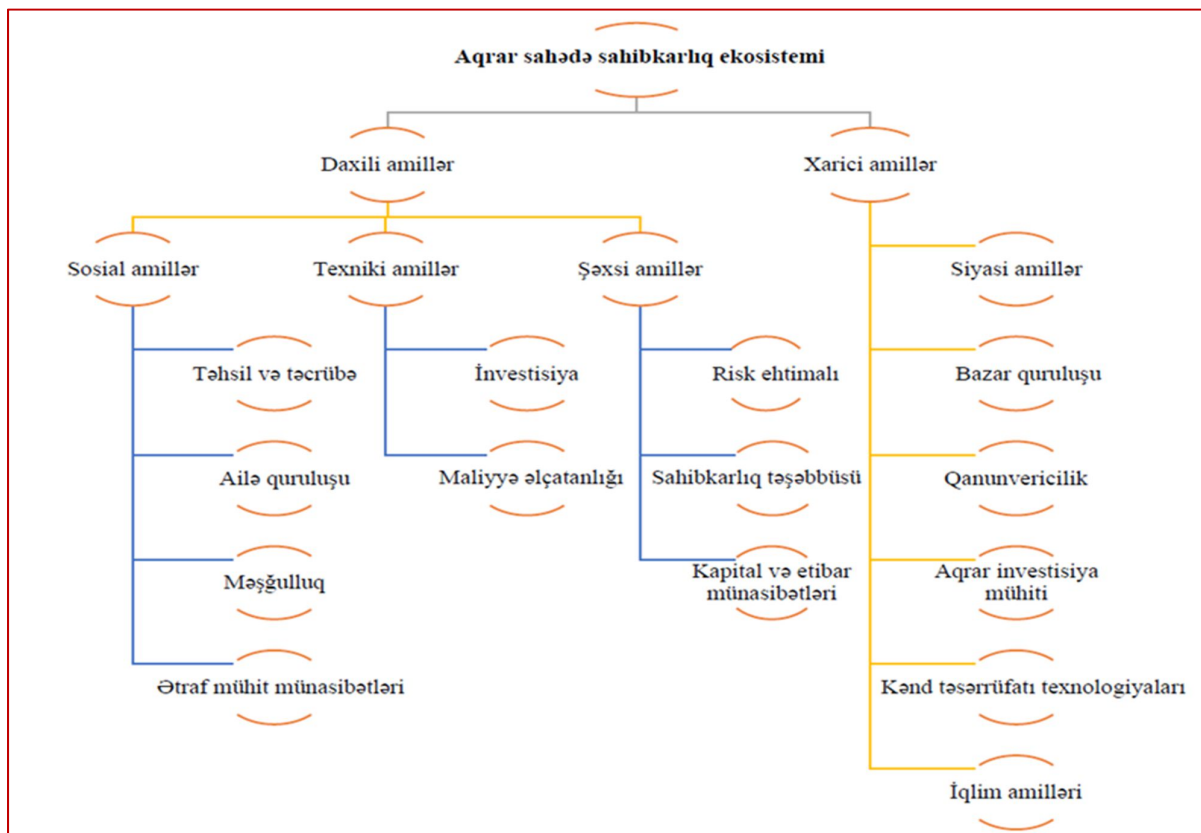 Aqrar sahədə sahibkarlıq ekosistemi
Daxili amillər
Xarici amillər
Sosial amillər
Texniki amillər
Şəxsi amillər
Siyasi amillər
Təhsil və təcrübə
İnvestisiya
Risk ehtimalı
Bazar quruluşu
Ailə quruluşu
Maliyyə əlçatanlığı
Sahibkarlıq təşəbbüsü
Qanunvericilik
Məşğulluq
Kapital və etibar
münasibətləri
Aqrar investisiya
mühiti
Ətraf mühit münasibətləri
Kənd təsərrüfatı texnologiyaları
İqlim amilləri